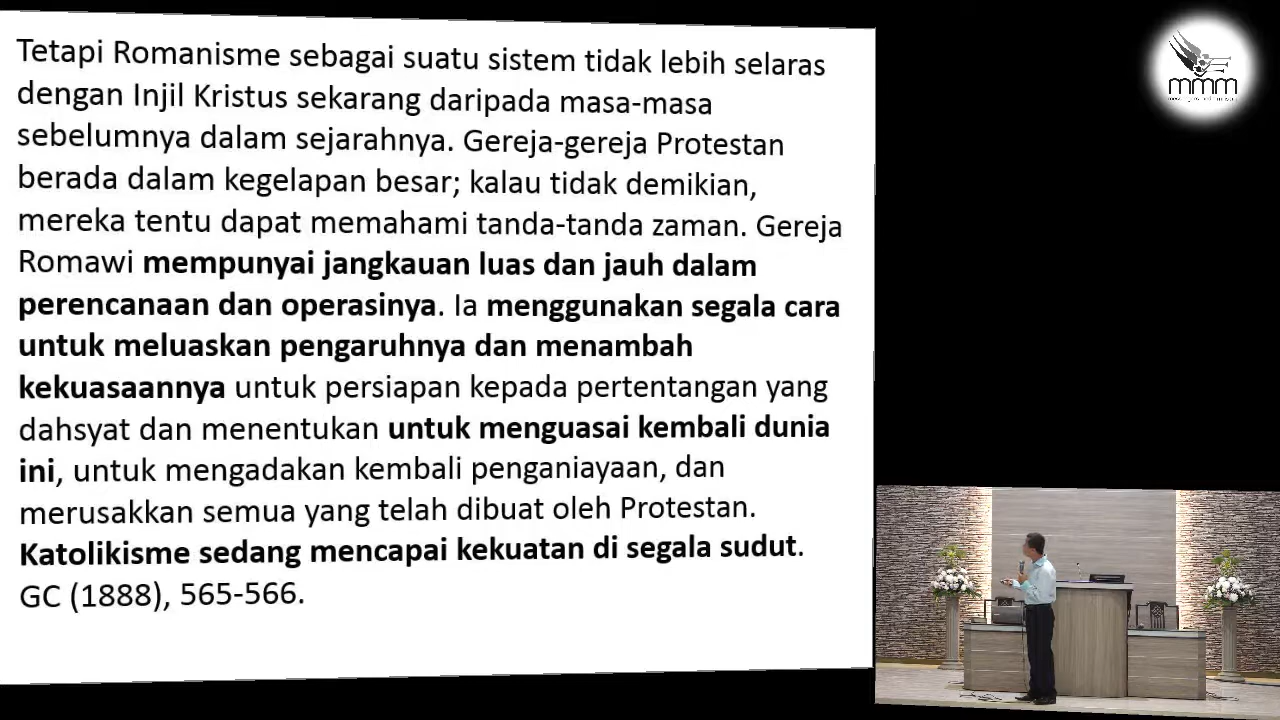 Tetapi Romanisme sebagai suatu sistem tidak lebih selaras
dengan Injil Kristus sekarang daripada masa-masa
sebelumnya dalam sejarahnya. Gereja-gereja Protestan
berada dalam kegelapan besar; kalau tidak demikian,
mereka tentu dapat memahami tanda-tanda zaman. Gereja
Romawi mempunyai jangkauan luas dan jauh dalam
perencanaan dan operasinya. Ia menggunakan segala cara
untuk meluaskan pengaruhnya dan menambah
kekuasaannya untuk persiapan kepada pertentangan yang
dahsyat dan menentukan untuk menguasai kembali dunia
ini, untuk mengadakan kembali penganiayaan, dan
merusakkan semua yang telah dibuat oleh Protestan.
Katolikisme sedang mencapai kekuatan di segala sudut.
GC (1888), 565-566.
mmm